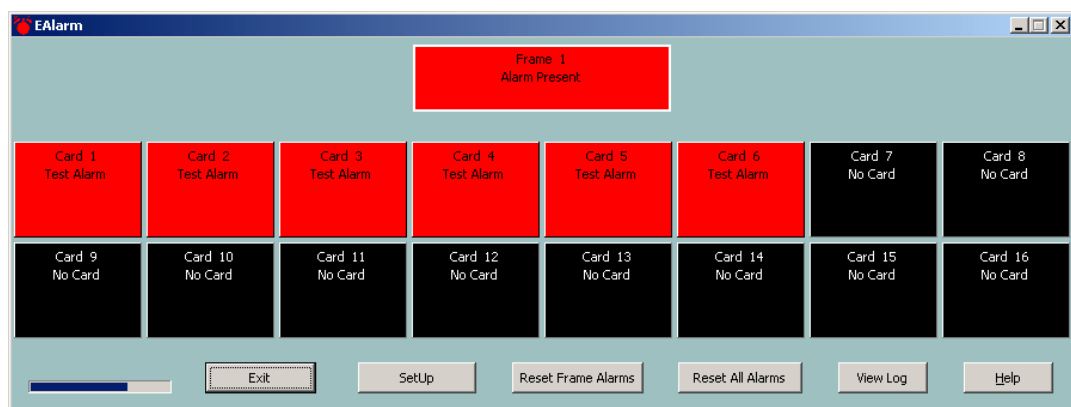 EAlarm
Frame 1
Alarm Present
Card 1
Test Alarm
Card 2
Test Alarm
Card 3
Test Alarm
Card 4
Test Alarm
Card 5
Test Alarm
Card 6
Test Alarm
Card 7
No Card
Card 8
No Card
Card 9
No Card
Card 10
No Card
Card 11
No Card
Card 12
No Card
Card 13
No Card
Card 14
No Card
Card 15
No Card
Card 16
No Card
Exit
SetUp
Reset Frame Alarms
Reset All Alarms
View Log
Help